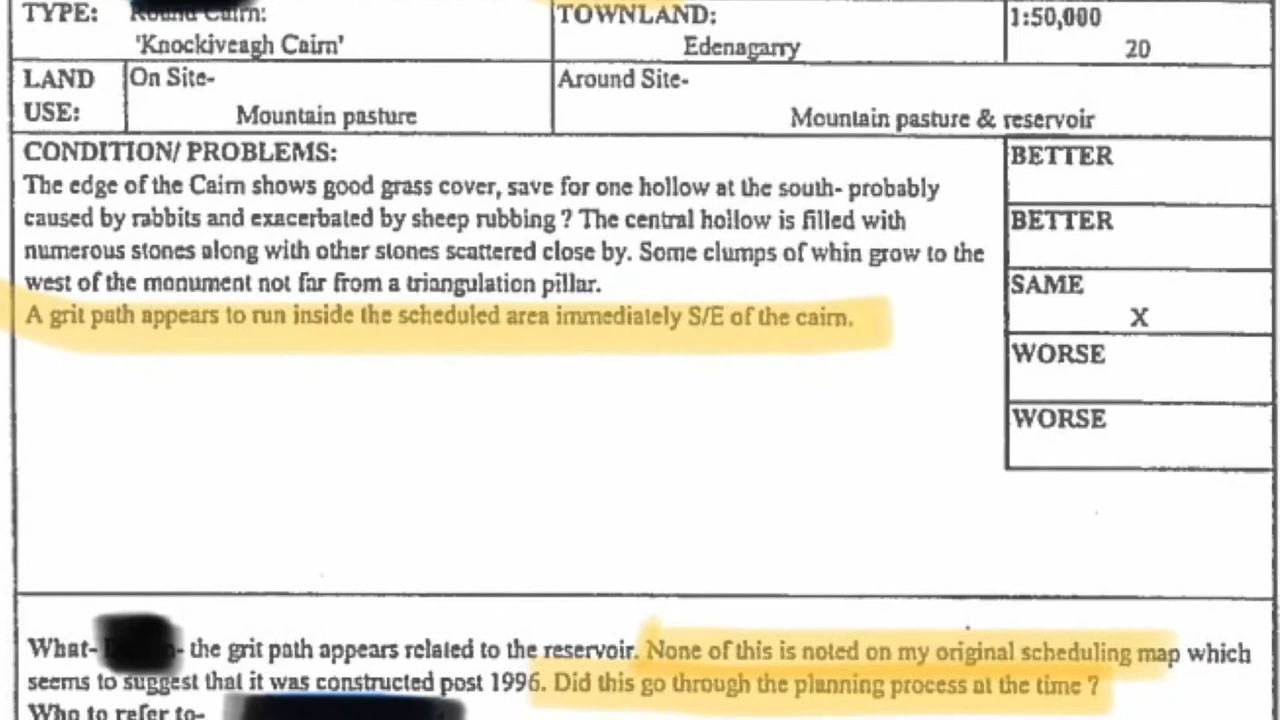 TYPE: Round Cairn:
'Knockiveagh Cairn'
TOWNLAND:
Edenagarry
1:50,000
20
LAND USE:
On Site-
Mountain pasture
Around Site-
Mountain pasture & reservoir
CONDITION/ PROBLEMS:
The edge of the Cairn shows good grass cover, save for one hollow at the south- probably
caused by rabbits and exacerbated by sheep rubbing ? The central hollow is filled with
numerous stones along with other stones scattered close by. Some clumps of whin grow to the
west of the monument not far from a triangulation pillar.
A grit path appears to run inside the scheduled area immediately S/E of the cairn.
BETTER
BETTER
SAME
X
WORSE
WORSE
What- - the grit path appears related to the reservoir. None of this is noted on my original scheduling map which
seems to suggest that it was constructed post 1996. Did this go through the planning process at the time ?
Who to refer to-